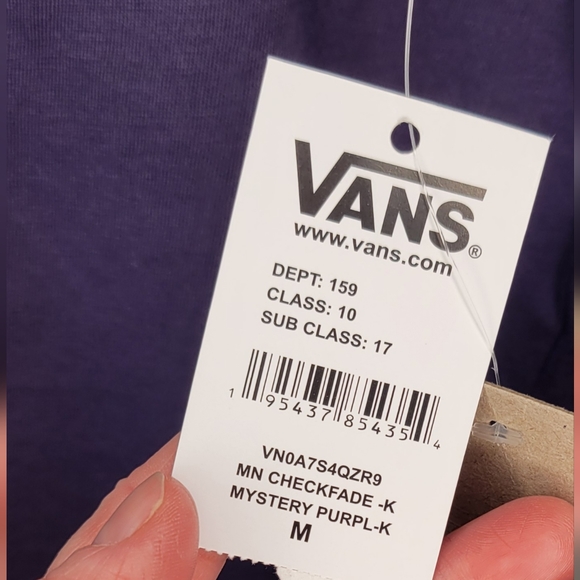 VANS®
www.vans.com
DEPT: 159
CLASS: 10
SUB CLASS: 17
1 95437 85435 4
VN0A7S4QZR9
MN CHECKFADE -K
MYSTERY PURPL-K
M